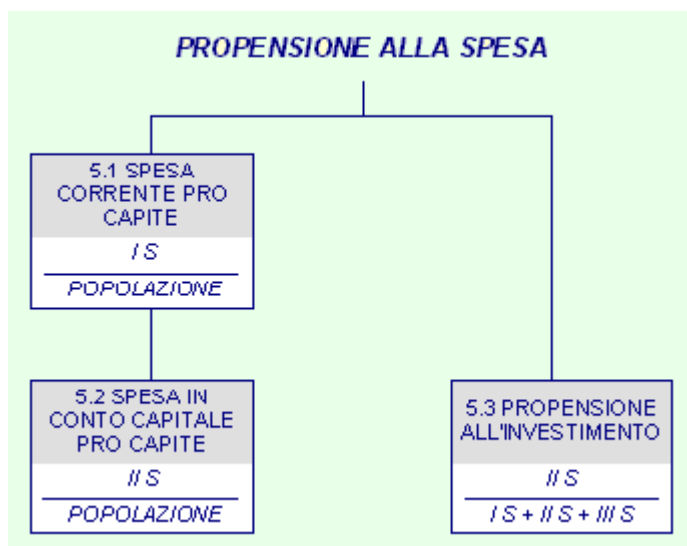 PROPENSIONE ALLA SPESA
5.1 SPESA
CORRENTE PRO
CAPITE
I S
POPOLAZIONE
5.2 SPESA IN
CONTO CAPITALE
PRO CAPITE
II S
POPOLAZIONE
5.3 PROPENSIONE
ALL'INVESTIMENTO
II S
I S + II S + III S